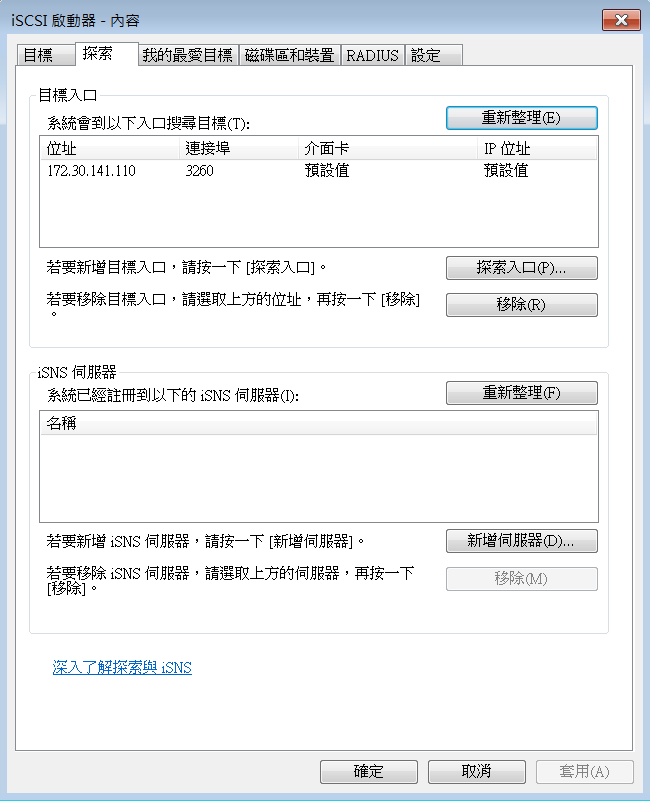 iSCSI 啟動器 - 內容
目標 探索 我的最愛目標 磁碟區和裝置 RADIUS 設定
目標入口
系統會到以下入口搜尋目標(T): 重新整理(E)
位址 連接埠 介面卡 IP 位址
172.30.141.110 3260 預設值 預設值
若要新增目標入口，請按一下 [探索入口]。 探索入口(P)...
若要移除目標入口，請選取上方的位址，再按一下 [移除] 移除(R)
。
iSNS 伺服器
系統已經註冊到以下的 iSNS 伺服器(I): 重新整理(F)
名稱
若要新增 iSNS 伺服器，請按一下 [新增伺服器]。 新增伺服器(D)...
若要移除 iSNS 伺服器，請選取上方的伺服器，再按一下 移除(M)
[移除]。
深入了解探索與 iSNS
確定 取消 套用(A)